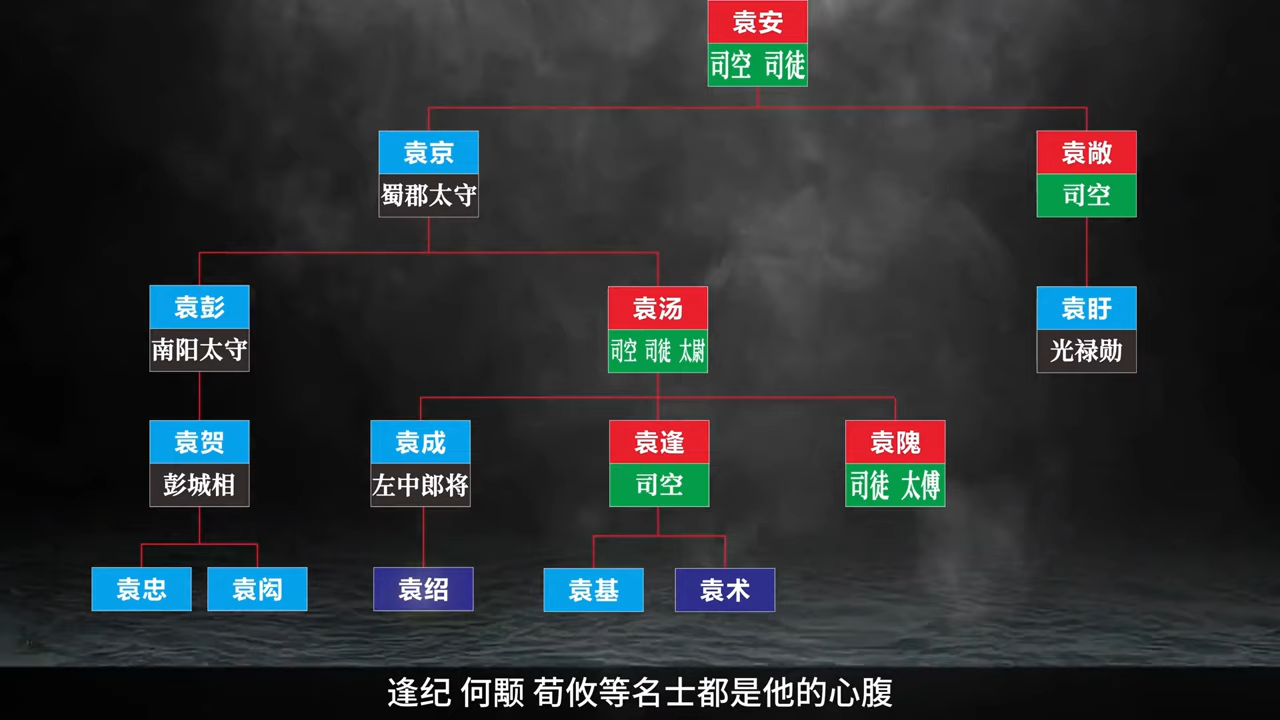 袁安
司空 司徒
袁京
蜀郡太守
袁敞
司空
袁彭
南阳太守
袁汤
司空 司徒 太尉
袁盱
光禄勋
袁贺
彭城相
袁成
左中郎将
袁逢
司空
袁隗
司徒 太傅
袁忠
袁闳
袁绍
袁基
袁术
逄纪 何颙 荀攸等名士都是他的心腹